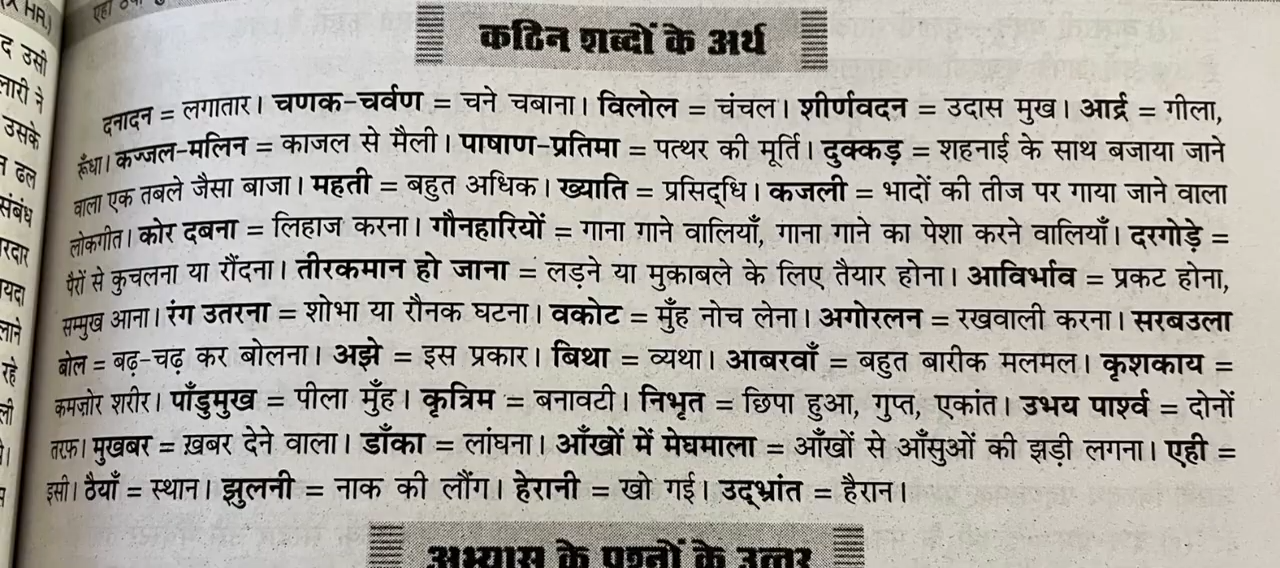 कठिन शब्दों के अर्थ
दनादन = लगातार। चणक-चर्वण = चने चबाना। विलोल = चंचल। शीर्णवदन = उदास मुख। आर्द्र = गीला,
रूँधा। कज्जल-मलिन = काजल से मैली। पाषाण-प्रतिमा = पत्थर की मूर्ति। दुक्कड़ = शहनाई के साथ बजाया जाने
वाला एक तबले जैसा बाजा। महती = बहुत अधिक। ख्याति = प्रसिद्धि। कजली = भादों की तीज पर गाया जाने वाला
लोकगीत। कोर दबना = लिहाज करना। गौनहारियों = गाना गाने वालियाँ, गाना गाने का पेशा करने वालियाँ। दरगोड़े =
पैरों से कुचलना या रौंदना। तीरकमान हो जाना = लड़ने या मुक़ाबले के लिए तैयार होना। आविर्भाव = प्रकट होना,
सम्मुख आना। रंग उतरना = शोभा या रौनक घटना। वकोट = मुँह नोच लेना। अगोरलन = रखवाली करना। सरबउला
बोल = बढ़-चढ़ कर बोलना। अझे = इस प्रकार। बिथा = व्यथा। आबरवाँ = बहुत बारीक मलमल। कृशकाय =
कमज़ोर शरीर। पाँडुमुख = पीला मुँह। कृत्रिम = बनावटी। निभृत = छिपा हुआ, गुप्त, एकांत। उभय पार्श्व = दोनों
तरफ़। मुखबर = ख़बर देने वाला। डाँका = लांघना। आँखों में मेघमाला = आँखों से आँसुओं की झड़ी लगना। एही =
इसी। ठैयाँ = स्थान। झुलनी = नाक की लौंग। हेरानी = खो गई। उद्भ्रांत = हैरान।
अभ्यास के प्रश्नों के उत्तर